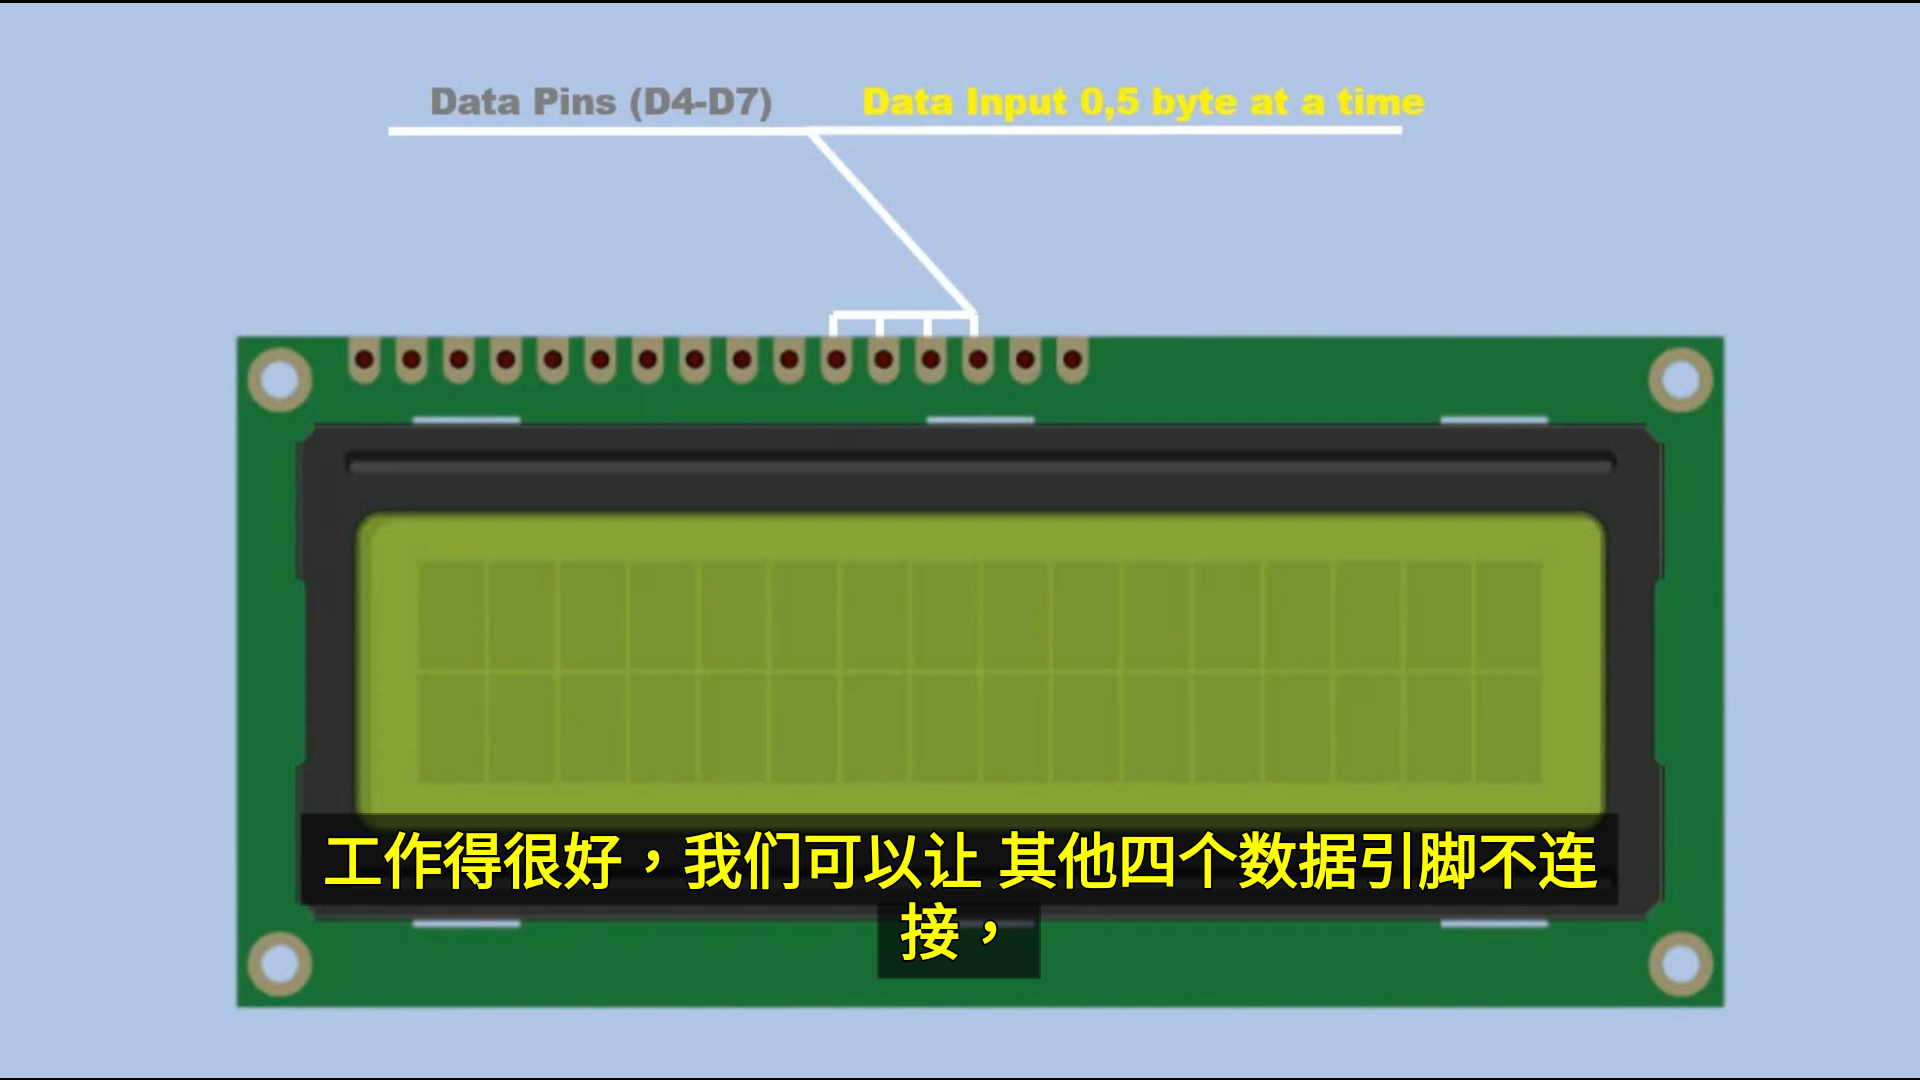 Data Pins (D4-D7) Data Input 0,5 byte at a time
工作得很好，我们可以让 其他四个数据引脚不连
接，